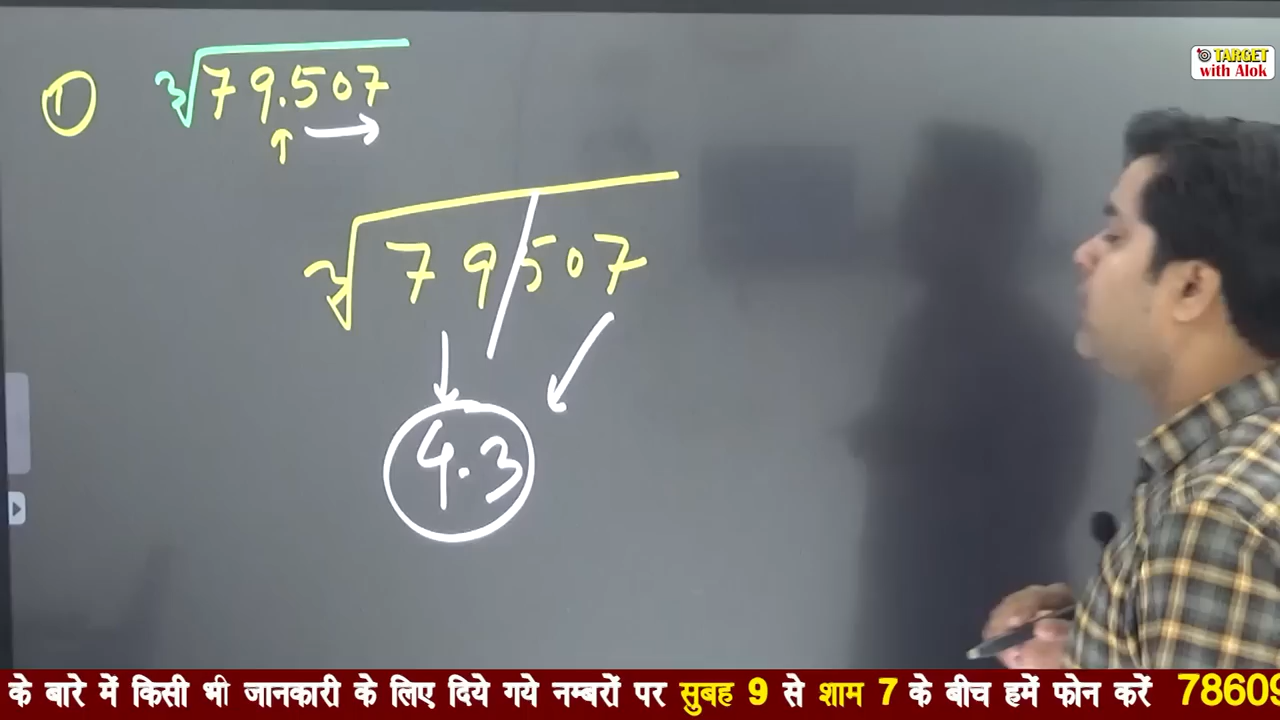 TARGET
with Alok
① ∛79.507
∛79/507
4.3
के बारे में किसी भी जानकारी के लिए दिये गये नम्बरों पर सुबह 9 से शाम 7 के बीच हमें फोन करें 78609